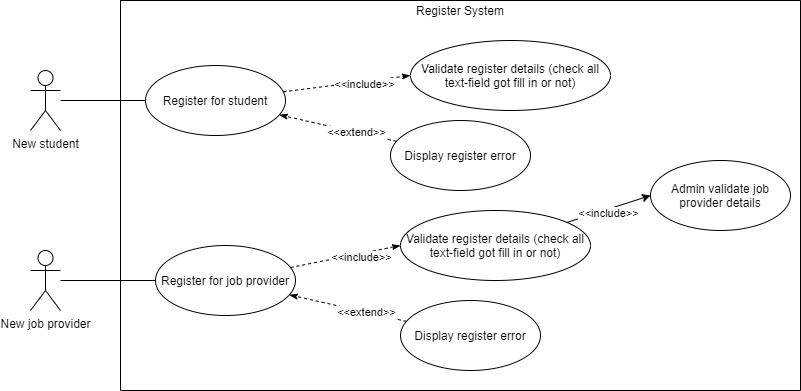 Register System
Validate register details (check all
text-field got fill in or not)
<<include>>
Register for student
New student
<<extend>>
Display register error
Admin validate job
provider details
<<include>>
Validate register details (check all
text-field got fill in or not)
<<include>>
Register for job provider
New job provider
<<extend>>
Display register error